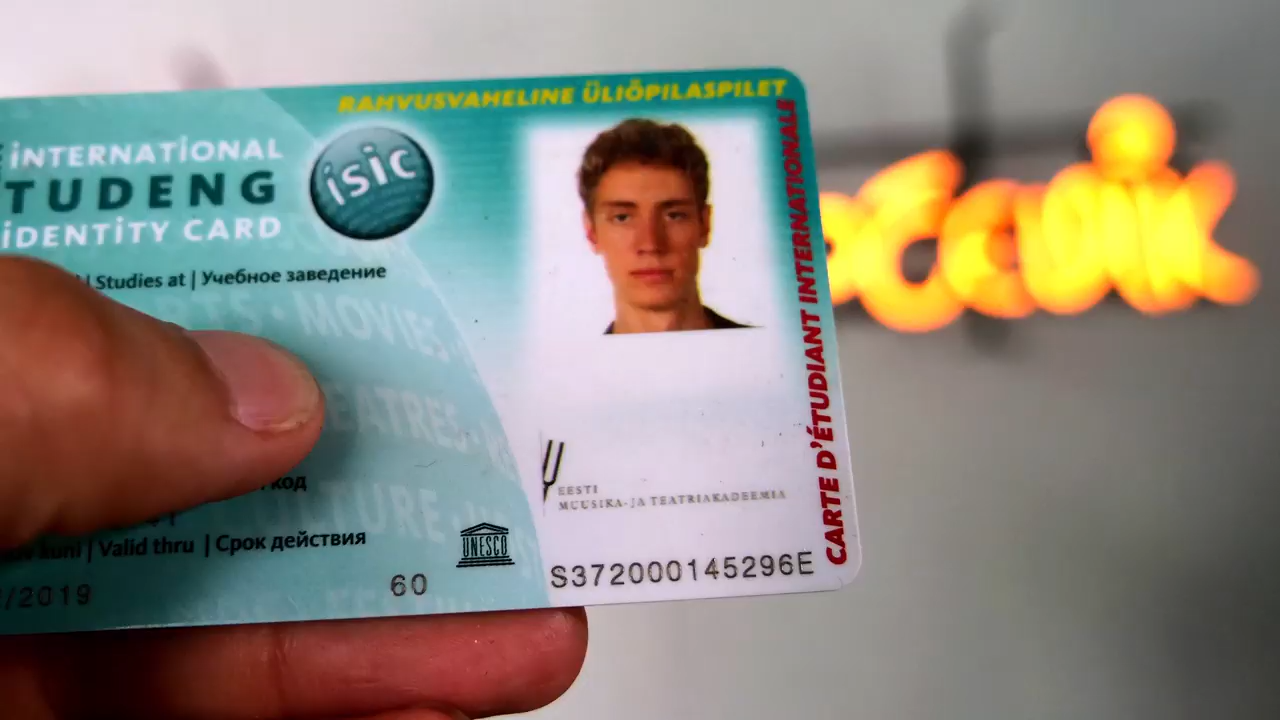 RAHVUSVAHELINE ÜLIÕPILASPILET
INTERNATIONAL
TUDENG
IDENTITY CARD
isic
CARTE D'ÉTUDIANT INTERNATIONALE
| Studies at | Учебное заведение
MOVIES
EATRES
TURE
код
kuni | Valid thru | Срок действия
/2019
60
UNESCO
EESTI
MUUSIKA- JA TEATRIAKADEEMIA
S372000145296E